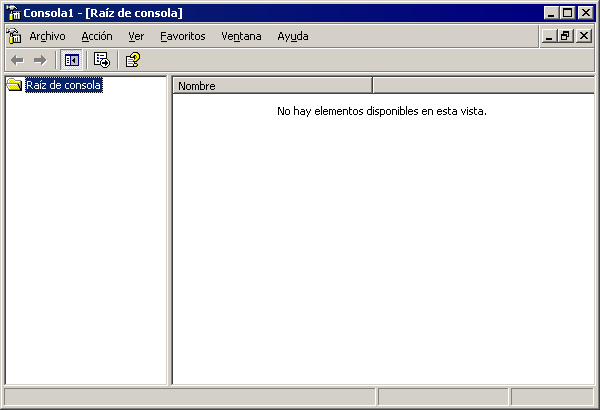 Consola1 - [Raíz de consola]
Archivo Acción Ver Favoritos Ventana Ayuda
Raíz de consola
Nombre
No hay elementos disponibles en esta vista.